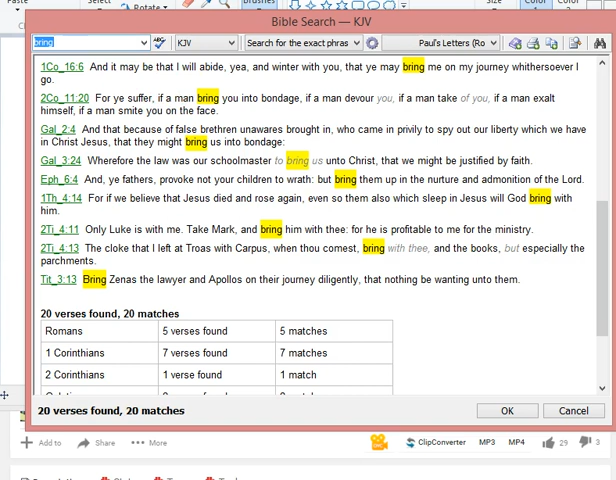 Select
Rotate
Brushes
Size
Color
Color
Bible Search — KJV
bring KJV Search for the exact phras Paul's Letters (Ro
1Co_16:6 And it may be that I will abide, yea, and winter with you, that ye may bring me on my journey whithersoever I
go.
2Co_11:20 For ye suffer, if a man bring you into bondage, if a man devour you, if a man take of you, if a man exalt
himself, if a man smite you on the face.
Gal_2:4 And that because of false brethren unawares brought in, who came in privily to spy out our liberty which we have
in Christ Jesus, that they might bring us into bondage:
Gal_3:24 Wherefore the law was our schoolmaster to bring us unto Christ, that we might be justified by faith.
Eph_6:4 And, ye fathers, provoke not your children to wrath: but bring them up in the nurture and admonition of the Lord.
1Th_4:14 For if we believe that Jesus died and rose again, even so them also which sleep in Jesus will God bring with
him.
2Ti_4:11 Only Luke is with me. Take Mark, and bring him with thee: for he is profitable to me for the ministry.
2Ti_4:13 The cloke that I left at Troas with Carpus, when thou comest, bring with thee, and the books, but especially the
parchments.
Tit_3:13 Bring Zenas the lawyer and Apollos on their journey diligently, that nothing be wanting unto them.
20 verses found, 20 matches
Romans 5 verses found 5 matches
1 Corinthians 7 verses found 7 matches
2 Corinthians 1 verse found 1 match
20 verses found, 20 matches OK Cancel
Add to Share More ClipConverter MP3 MP4 29 3